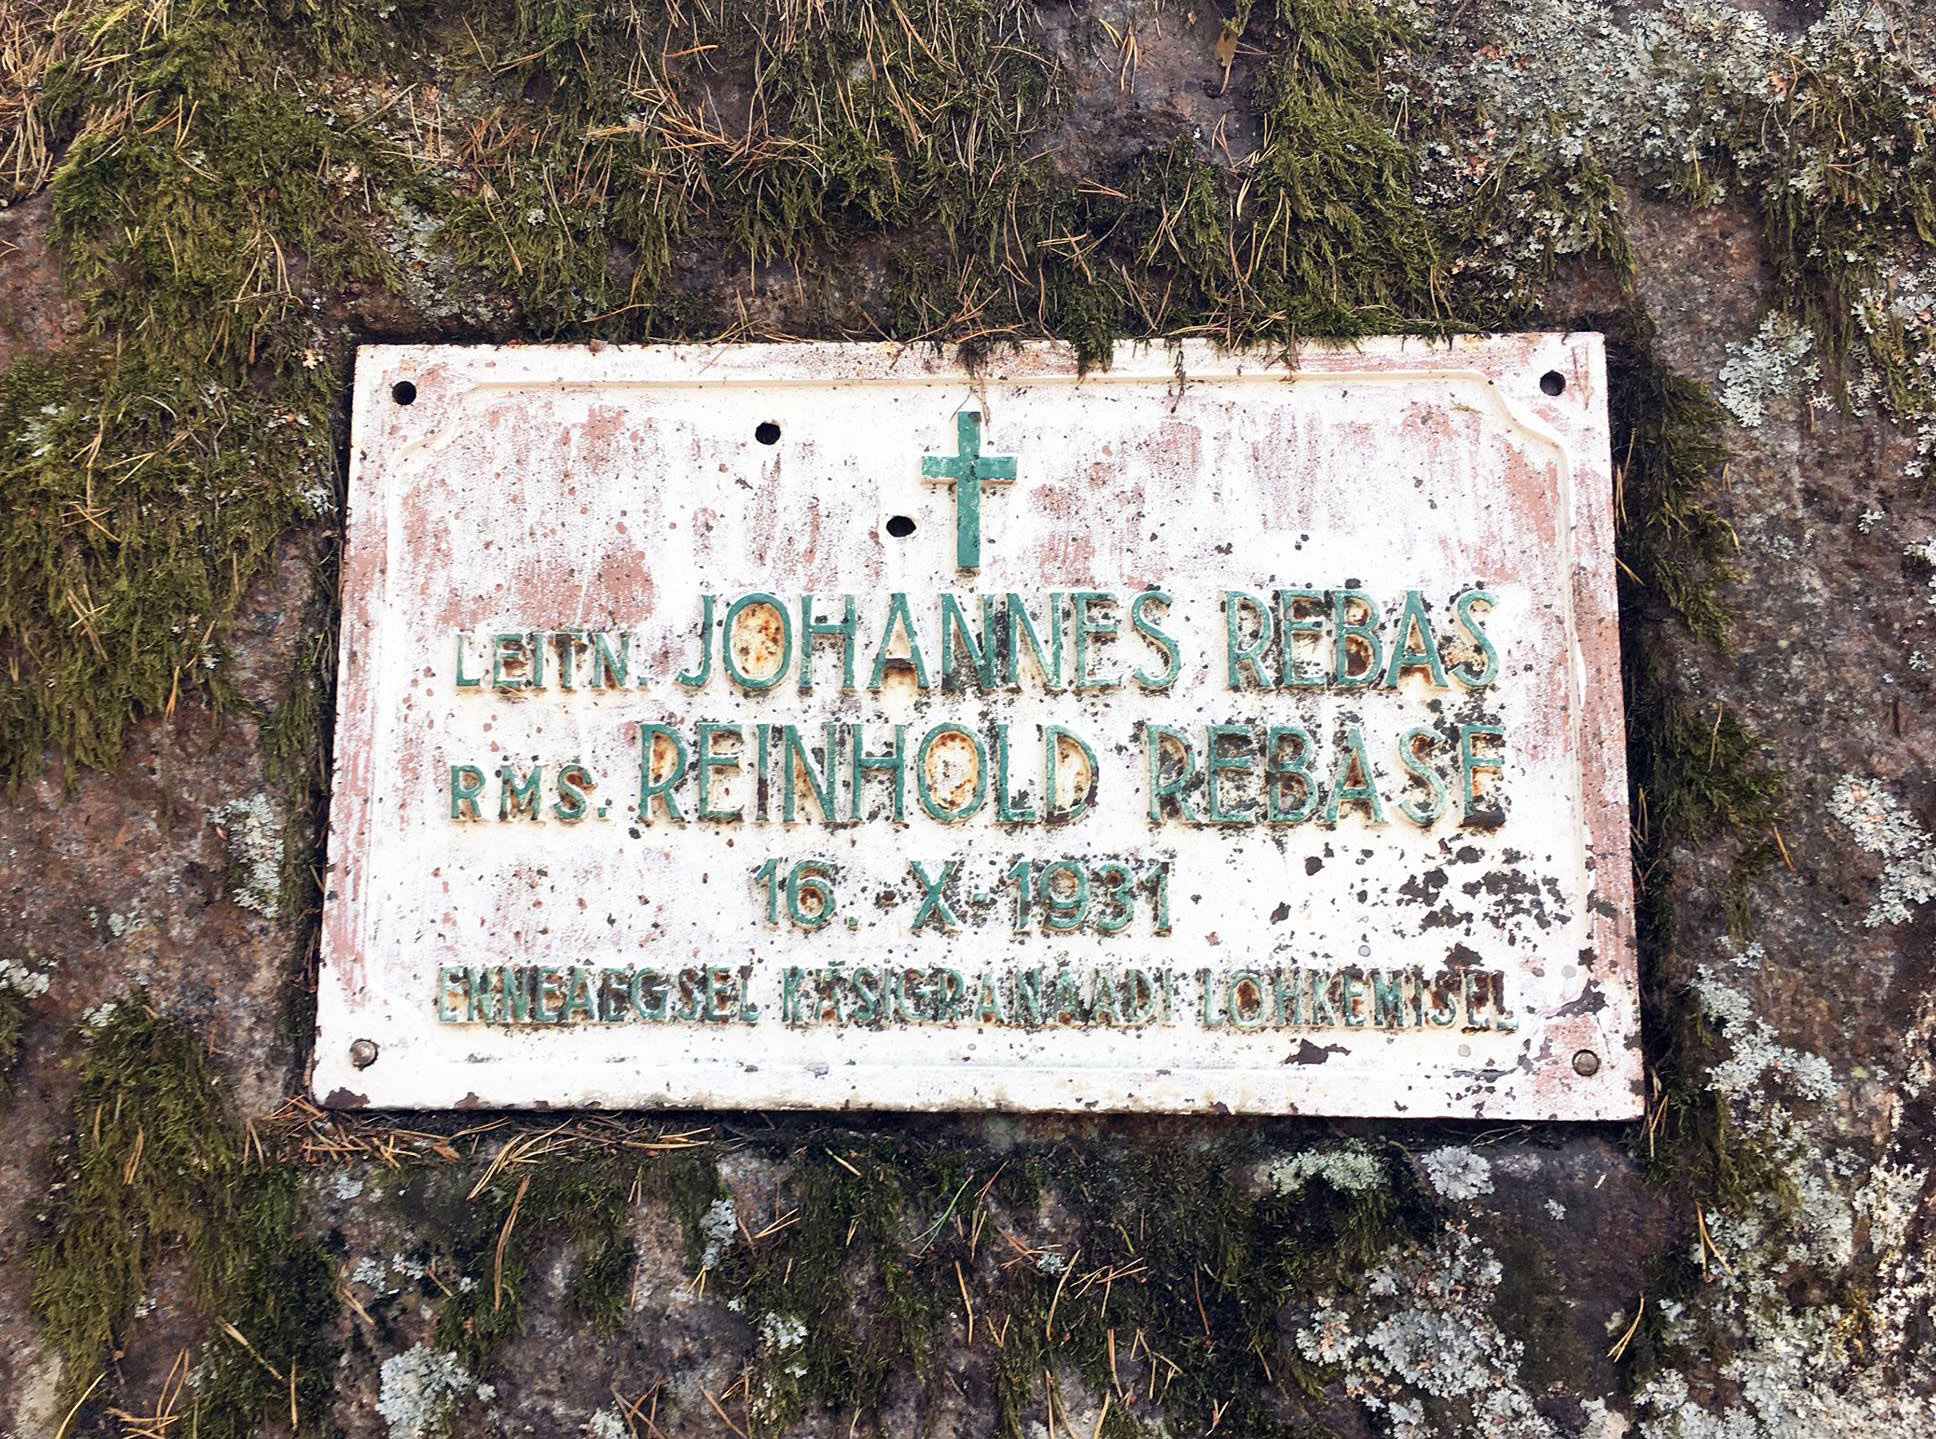 LEITN. JOHANNES REBAS
RMS. REINHOLD REBASE
16. X-1931
ENNEAEGSEL KÄSIGRANAADI LÕHKEMISEL